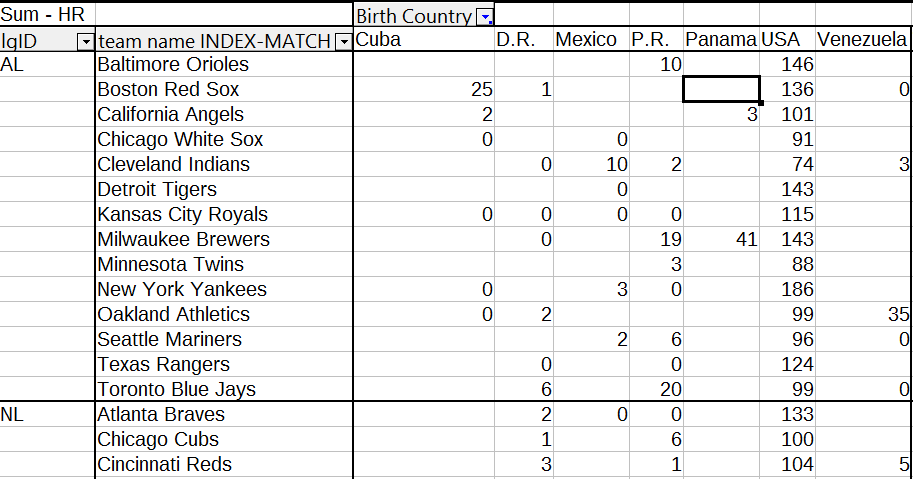 Sum - HR Birth Country
lgID team name INDEX-MATCH Cuba D.R. Mexico P.R. Panama USA Venezuela
AL Baltimore Orioles 10 146
Boston Red Sox 25 1 136 0
California Angels 2 3 101
Chicago White Sox 0 0 91
Cleveland Indians 0 10 2 74 3
Detroit Tigers 0 143
Kansas City Royals 0 0 0 0 115
Milwaukee Brewers 0 19 41 143
Minnesota Twins 3 88
New York Yankees 0 3 0 186
Oakland Athletics 0 2 99 35
Seattle Mariners 2 6 96 0
Texas Rangers 0 0 124
Toronto Blue Jays 6 20 99 0
NL Atlanta Braves 2 0 0 133
Chicago Cubs 1 6 100
Cincinnati Reds 3 1 104 5